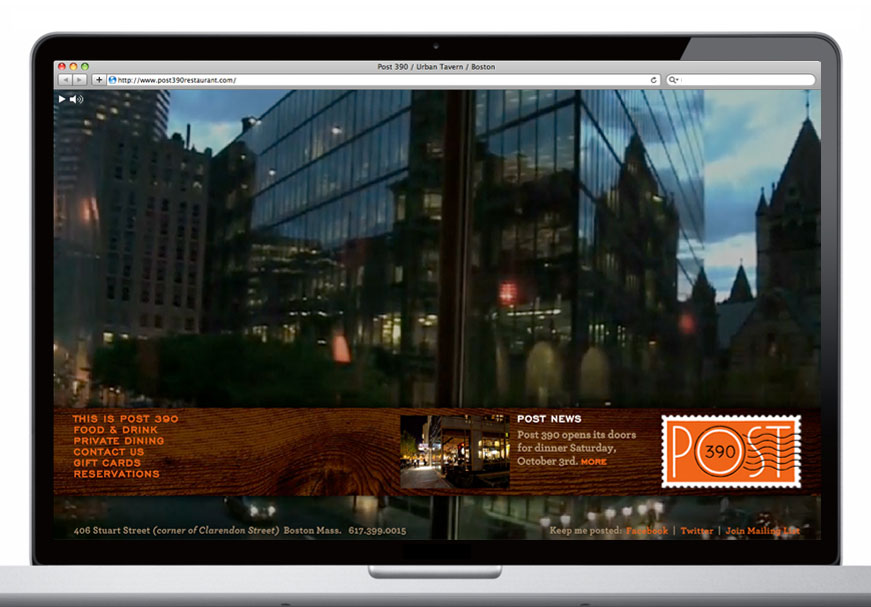 Post 390 / Urban Tavern / Boston
http://www.post390restaurant.com/
THIS IS POST 390
FOOD & DRINK
PRIVATE DINING
CONTACT US
GIFT CARDS
RESERVATIONS
POST NEWS
Post 390 opens its doors
for dinner Saturday,
October 3rd. MORE
POST
390
406 Stuart Street (corner of Clarendon Street) Boston Mass. 617.399.0015
Keep me posted: Facebook | Twitter | Join Mailing List